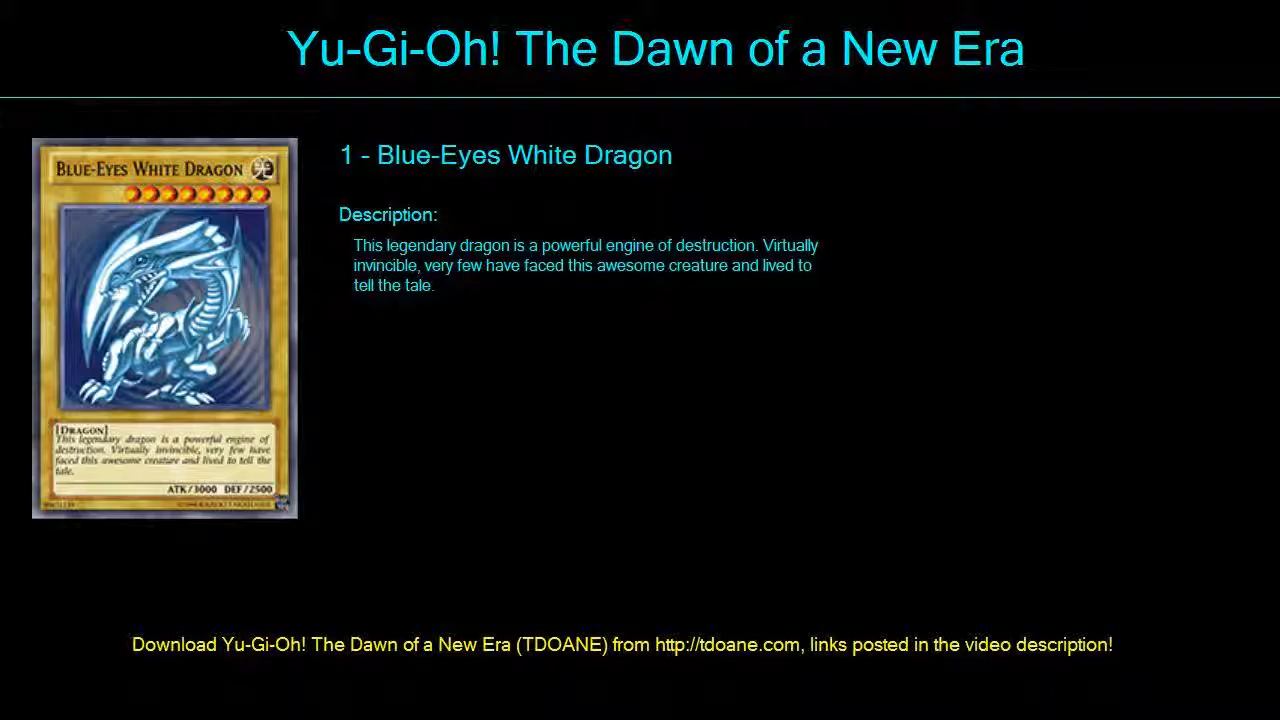 Yu-Gi-Oh! The Dawn of a New Era
BLUE-EYES WHITE DRAGON
[DRAGON]
This legendary dragon is a powerful engine of
destruction. Virtually invincible, very few have
faced this awesome creature and lived to tell the
tale.
ATK/3000 DEF/2500
1 - Blue-Eyes White Dragon
Description:
This legendary dragon is a powerful engine of destruction. Virtually
invincible, very few have faced this awesome creature and lived to
tell the tale.
Download Yu-Gi-Oh! The Dawn of a New Era (TDOANE) from http://tdoane.com, links posted in the video description!